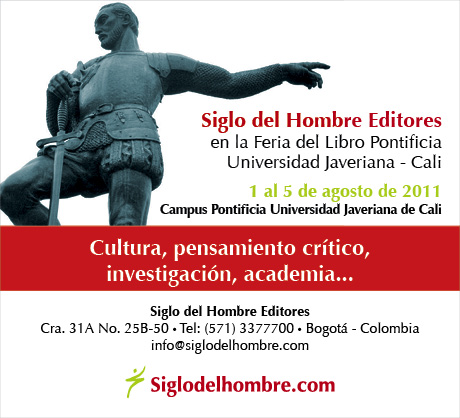 Siglo del Hombre Editores
en la Feria del Libro Pontificia
Universidad Javeriana - Cali
1 al 5 de agosto de 2011
Campus Pontificia Universidad Javeriana de Cali
Cultura, pensamiento crítico,
investigación, academia...
Siglo del Hombre Editores
Cra. 31A No. 25B-50 • Tel: (571) 3377700 • Bogotá - Colombia
info@siglodelhombre.com
Siglodelhombre.com